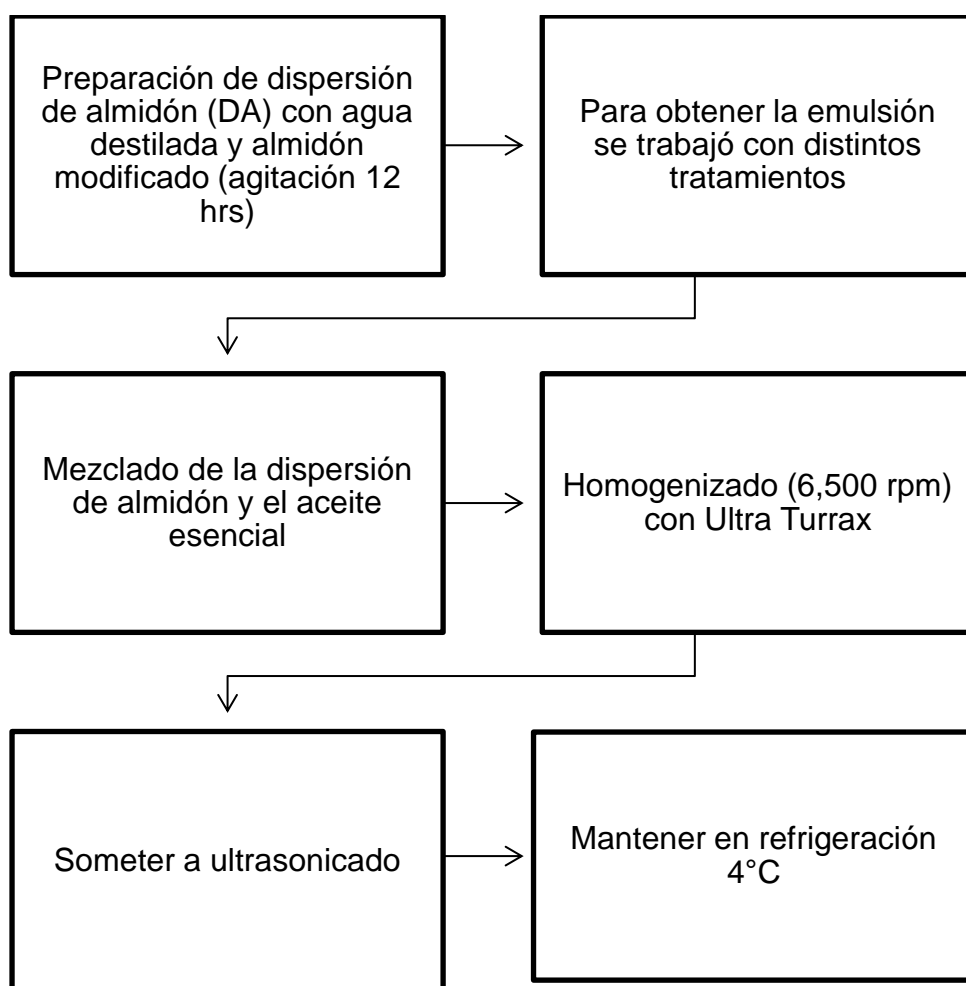 Preparación de dispersión
de almidón (DA) con agua
destilada y almidón
modificado (agitación 12
hrs)
Para obtener la emulsión
se trabajó con distintos
tratamientos
Mezclado de la dispersión
de almidón y el aceite
esencial
Homogenizado (6,500 rpm)
con Ultra Turrax
Someter a ultrasonicado
Mantener en refrigeración
4°C